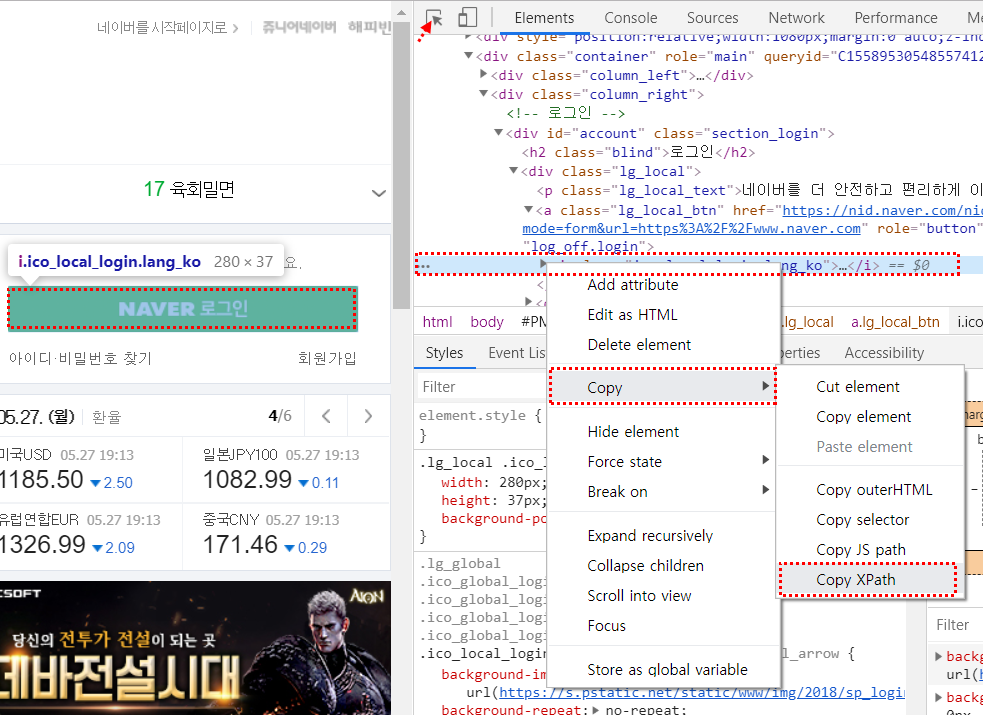 네이버를 시작페이지로
쥬니어네이버 해피빈
17 육회밀면
i.ico_local_login.lang_ko 280 × 37
요.
NAVER 로그인
아이디·비밀번호 찾기 회원가입
05.27. (월) 환율 4/6
미국USD 05.27 19:13
1185.50 ▼2.50
일본JPY100 05.27 19:13
1082.99 ▼0.11
유럽연합EUR 05.27 19:13
1326.99 ▼2.09
중국CNY 05.27 19:13
171.46 ▼0.29
CSOFT
AION
당신의 전투가 전설이 되는 곳
데바전설시대
Elements Console Sources Network Performance Me
<div style="position:relative;width:1080px;margin:0 auto;z-ind
▼<div class="container" role="main" queryid="C155895305485574 12
▶<div class="column_left">…</div>
▼<div class="column_right">
<!-- 로그인 -->
▼<div id="account" class="section_login">
<h2 class="blind">로그인</h2>
▼<div class="lg_local">
<p class="lg_local_text">네이버를 더 안전하고 편리하게 이
▼<a class="lg_local_btn" href="https://nid.naver.com/nid
mode=form&url=https%3A%2F%2Fwww.naver.com" role="button"
"log_off.login">
lang_ko">…</i> == $0
html body #PM
.lg_local a.lg_local_btn i.ico
Styles Event Lis
perties Accessibility
Filter
element.style {
}
.lg_local .ico_l
width: 280px;
height: 37px;
background-po
}
.lg_global
.ico_global_logi
.ico_global_logi
.ico_global_logi
.ico_global_logi
.ico_local_login
l_arrow {
background-im
url(https://s.pstatic.net/static/www/img/2018/sp_login
background-repeat:▶ no-repeat;
Add attribute
Edit as HTML
Delete element
Copy
Hide element
Force state
Break on
Expand recursively
Collapse children
Scroll into view
Focus
Store as global variable
Cut element
Copy element
Paste element
Copy outerHTML
Copy selector
Copy JS path
Copy XPath
marg
b
Filter
▶backg
url(h
▶backg